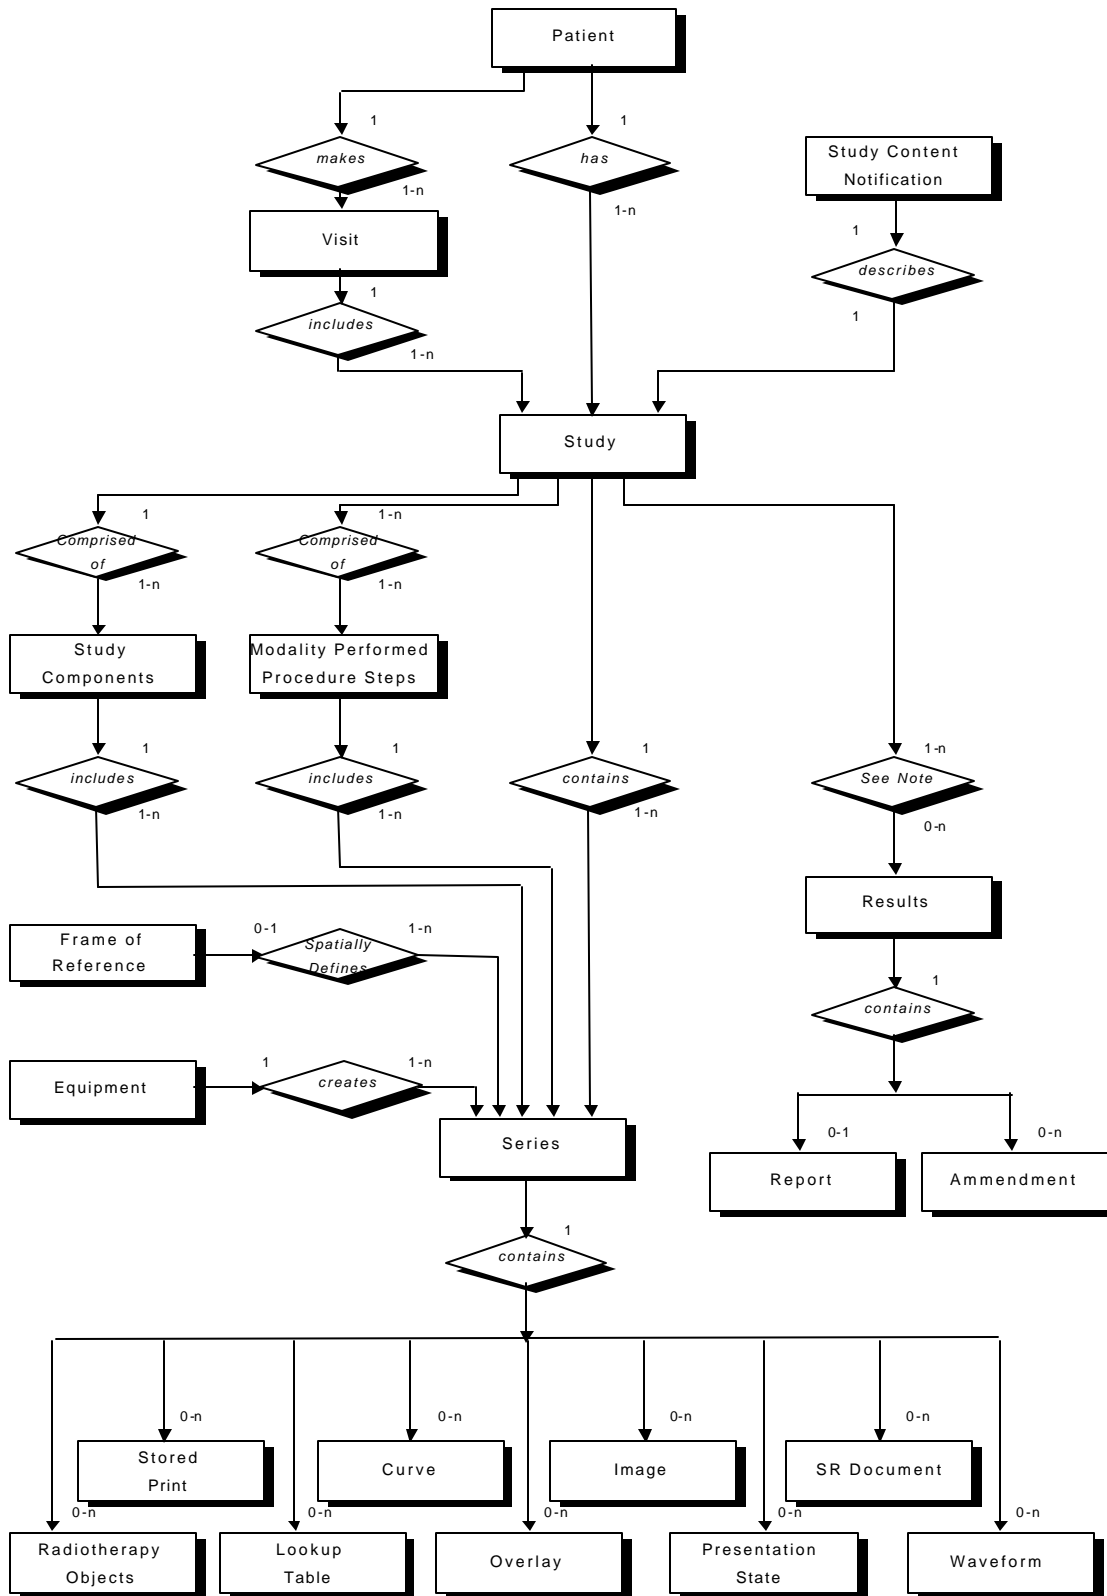 Patient
1
1
makes
has
Study Content
Notification
1-n
1-n
Visit
1
describes
1
1
includes
1-n
Study
1
1-n
Comprised
of
Comprised
of
1-n
1-n
Study
Components
Modality Performed
Procedure Steps
1
1
1
1-n
includes
includes
contains
See Note
1-n
1-n
1-n
0-n
Results
Frame of
Reference
0-1
Spatially
Defines
1-n
1
contains
Equipment
1
creates
1-n
Series
0-1
0-n
Report
Ammendment
1
contains
0-n
0-n
0-n
0-n
Stored
Print
Curve
Image
SR Document
0-n
0-n
0-n
0-n
0-n
Radiotherapy
Objects
Lookup
Table
Overlay
Presentation
State
Waveform